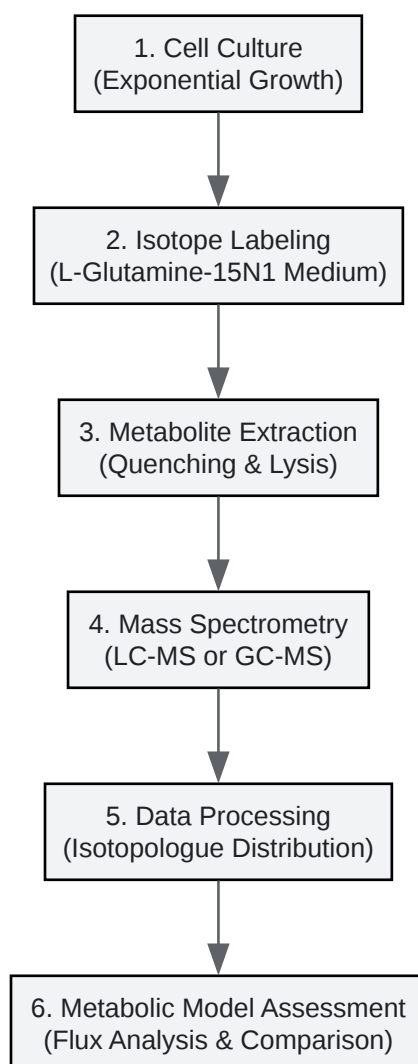 1. Cell Culture
(Exponential Growth)
2. Isotope Labeling
(L-Glutamine-15N1 Medium)
3. Metabolite Extraction
(Quenching & Lysis)
4. Mass Spectrometry
(LC-MS or GC-MS)
5. Data Processing
(Isotopologue Distribution)
6. Metabolic Model Assessment
(Flux Analysis & Comparison)